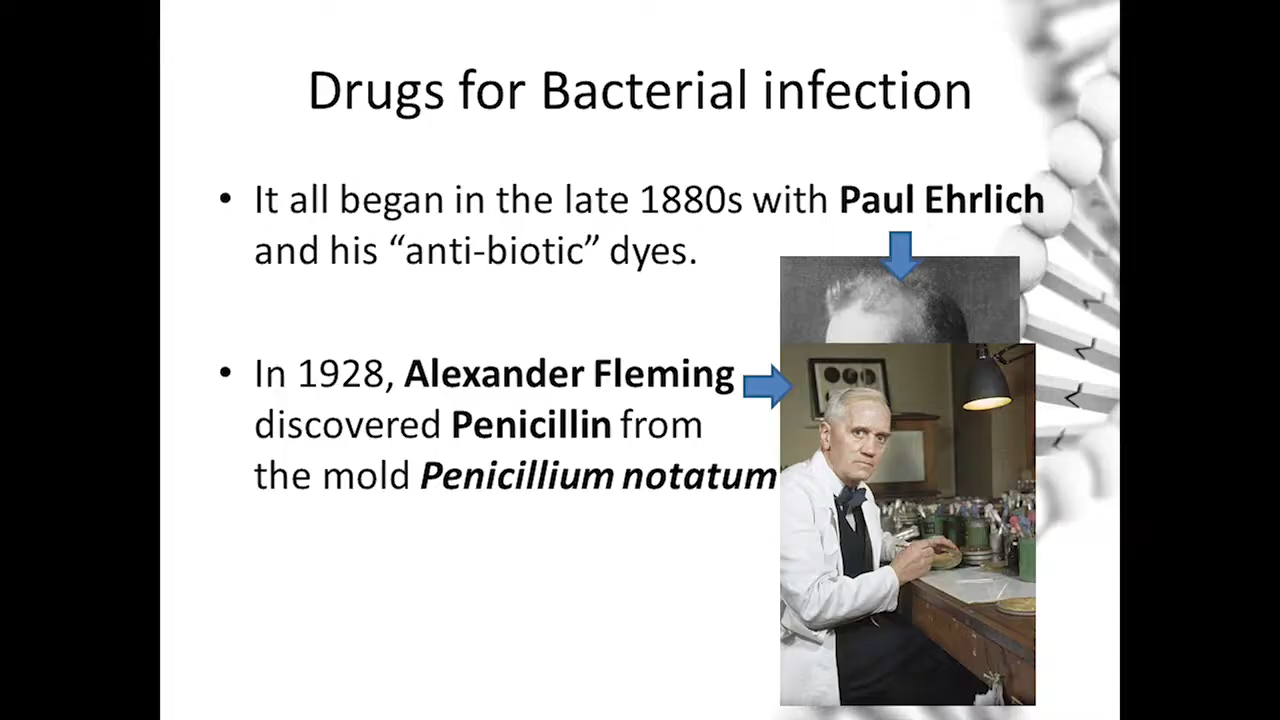 Drugs for Bacterial infection
• It all began in the late 1880s with Paul Ehrlich
and his “anti-biotic” dyes.
• In 1928, Alexander Fleming
discovered Penicillin from
the mold Penicillium notatum